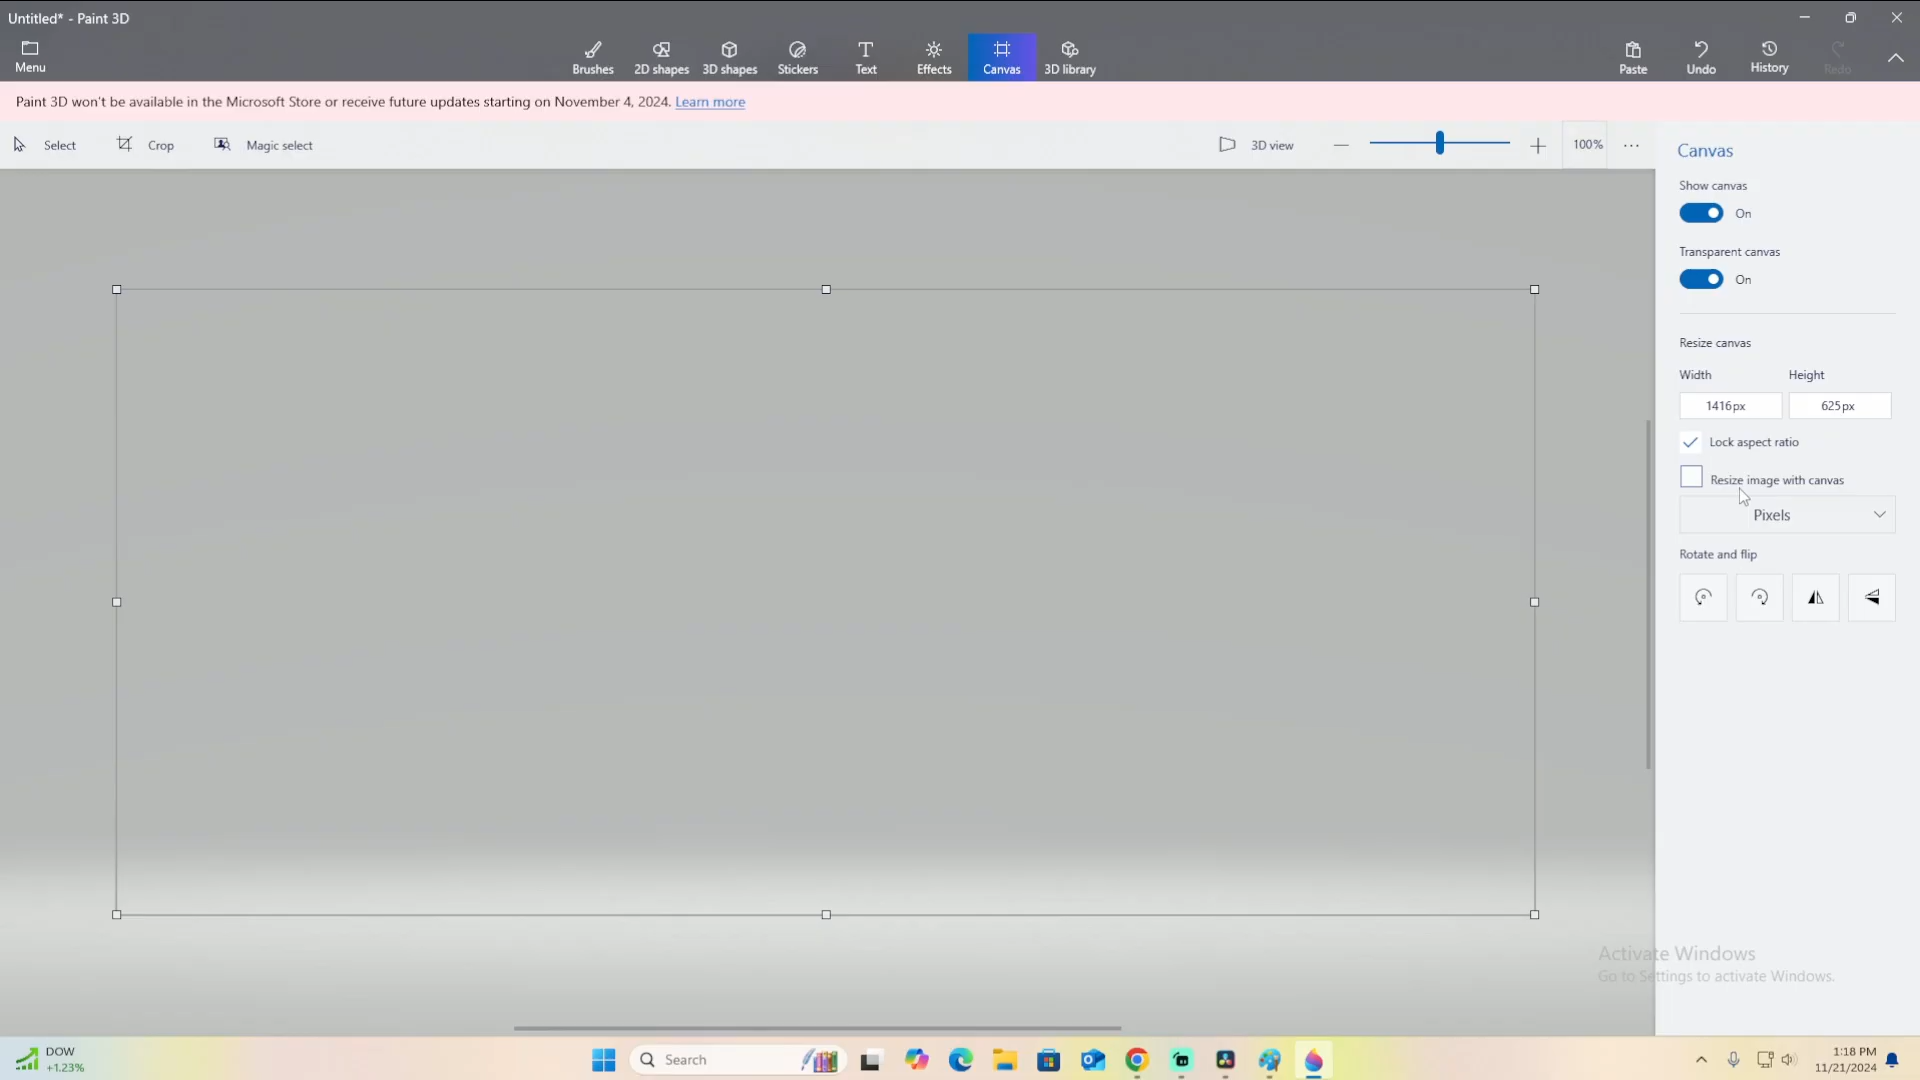 Untitled* - Paint 3D
Menu
Brushes 2D shapes 3D shapes Stickers Text Effects Canvas 3D library
Paste Undo History Redo
Paint 3D won't be available in the Microsoft Store or receive future updates starting on November 4, 2024. Learn more
Select Crop Magic select
3D view 100% ...
Canvas
Show canvas
On
Transparent canvas
On
Resize canvas
Width Height
1416px 625px
Lock aspect ratio
Resize image with canvas
Pixels
Rotate and flip
Activate Windows
Go to Settings to activate Windows.
DOW
+1.23%
Search
1:18 PM
11/21/2024